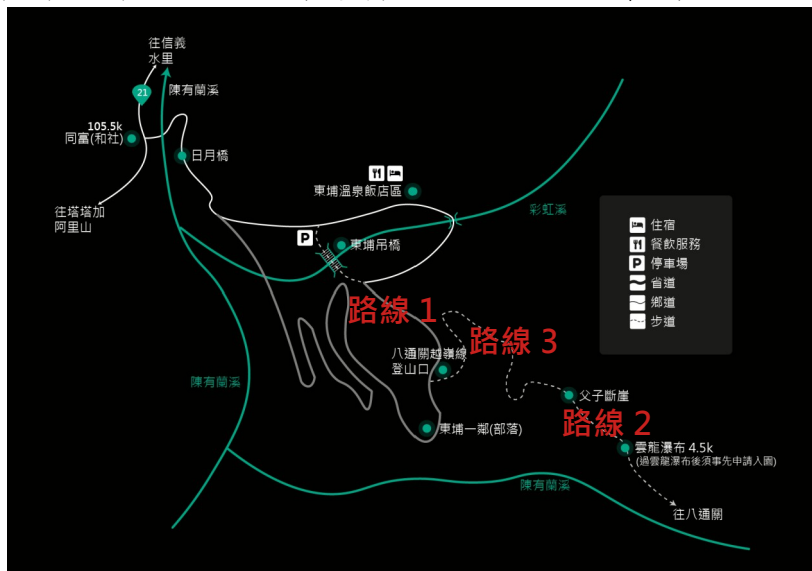 往信義
水里
21
陳有蘭溪
105.5k
同富(和社)
日月橋
東埔溫泉飯店區
往塔塔加
阿里山
彩虹溪
P
東埔吊橋
住宿
餐飲服務
P 停車場
省道
鄉道
步道
路線 1
路線 3
八通關越嶺線
登山口
陳有蘭溪
父子斷崖
路線 2
東埔一鄰(部落)
雲龍瀑布 4.5k
(過雲龍瀑布後須事先申請入園)
陳有蘭溪
往八通關